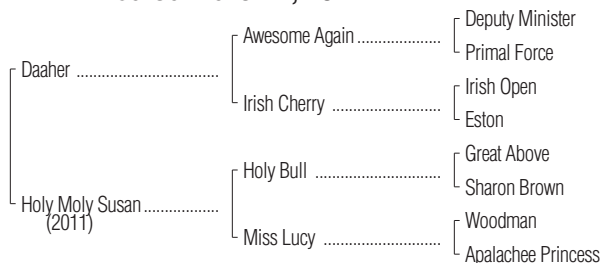 Deputy Minister
Awesome Again
Primal Force
Daaher
Irish Open
Irish Cherry
Eston
Great Above
Holy Bull
Sharon Brown
Holy Moly Susan
(2011)
Woodman
Miss Lucy
Apalachee Princess